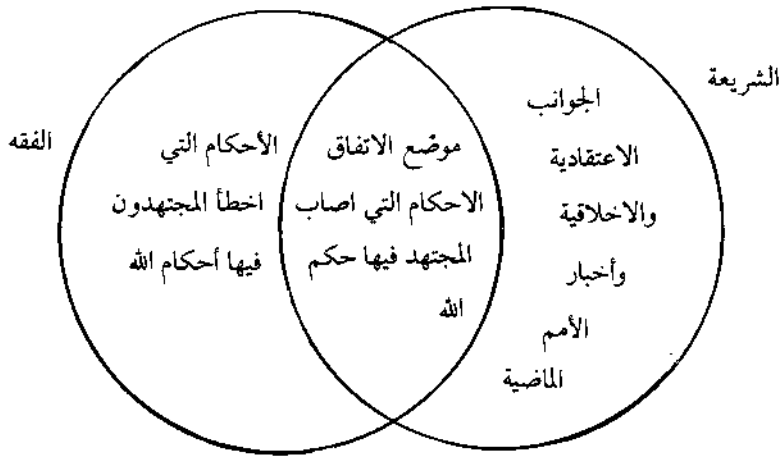 الشريعة
الجوانب
الاعتقادية
والاخلاقية
وأخبار
الأمم
الماضية
موضع الاتفاق
الاحكام التي اصاب
المجتهد فيها حكم
الله
الأحكام التي
اخطأ المجتهدون
فيها أحكام الله
الفقه